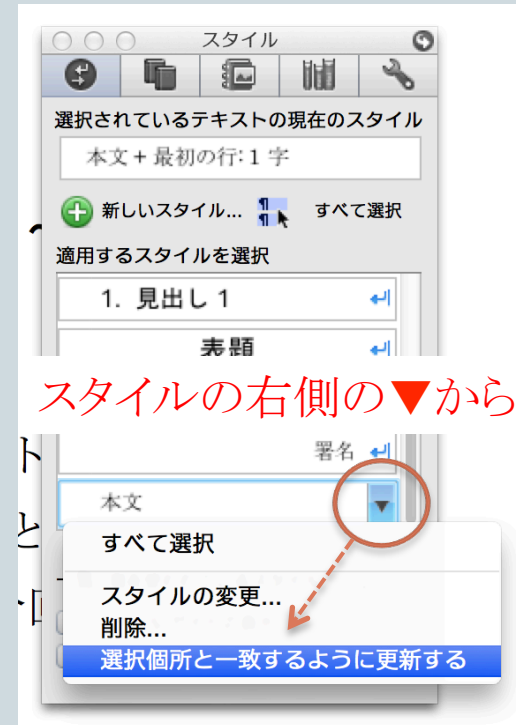 スタイル
選択されているテキストの現在のスタイル
本文 + 最初の行: 1 字
新しいスタイル... すべて選択
適用するスタイルを選択
1. 見出し 1
表題
スタイルの右側の▼から
署名
ト
本文
と
すべて選択
スタイルの変更...
削除...
選択個所と一致するように更新する